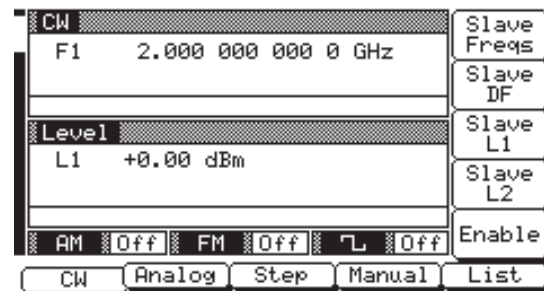 CW
F1 2.000 000 000 0 GHz
Level
L1 +0.00 dBm
AM Off FM Off Off
Slave
Freqs
Slave
DF
Slave
L1
Slave
L2
Enable
CW Analog Step Manual List